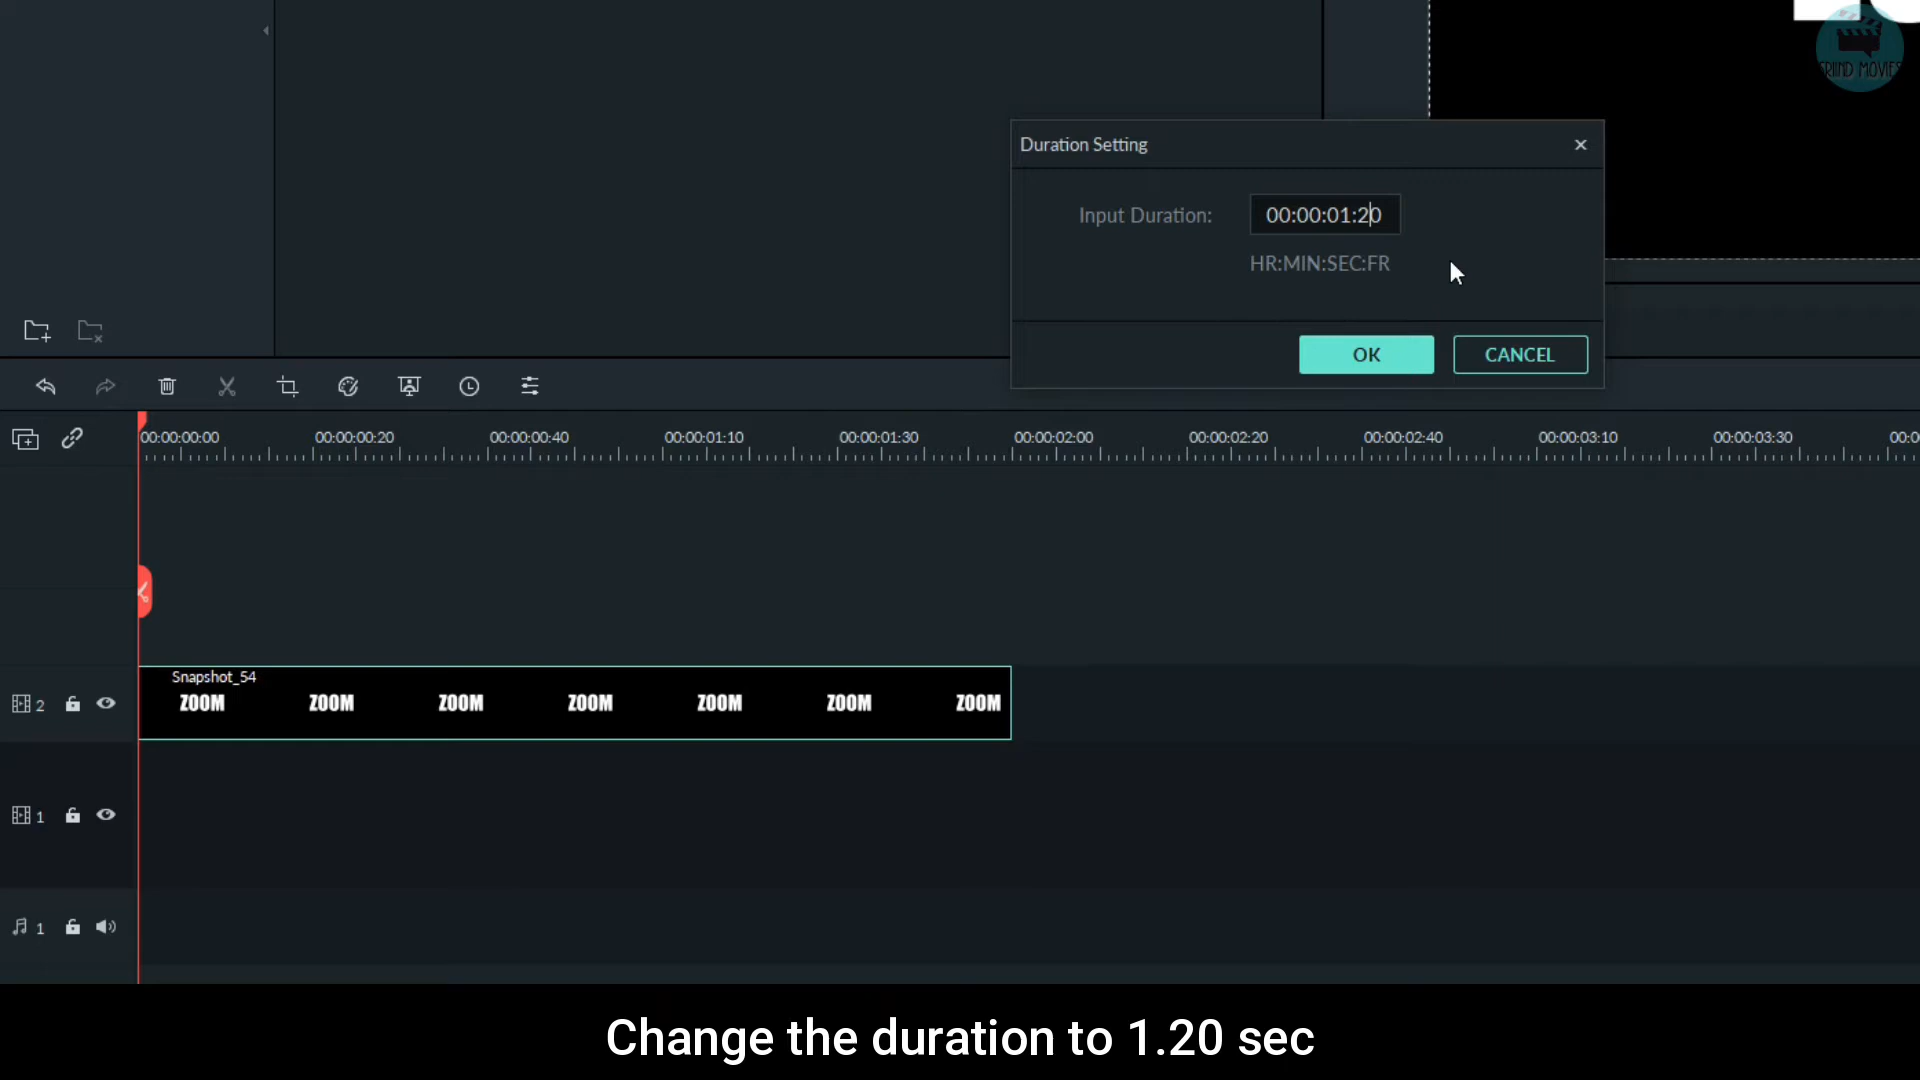 FRIIND MOVIES
Duration Setting
Input Duration: 00:00:01:20
HR:MIN:SEC:FR
OK CANCEL
00:00:00:00 00:00:00:20 00:00:00:40 00:00:01:10 00:00:01:30 00:00:02:00 00:00:02:20 00:00:02:40 00:00:03:10 00:00:03:30 00:0
Snapshot_54
ZOOM ZOOM ZOOM ZOOM ZOOM ZOOM ZOOM
2
1
1
Change the duration to 1.20 sec